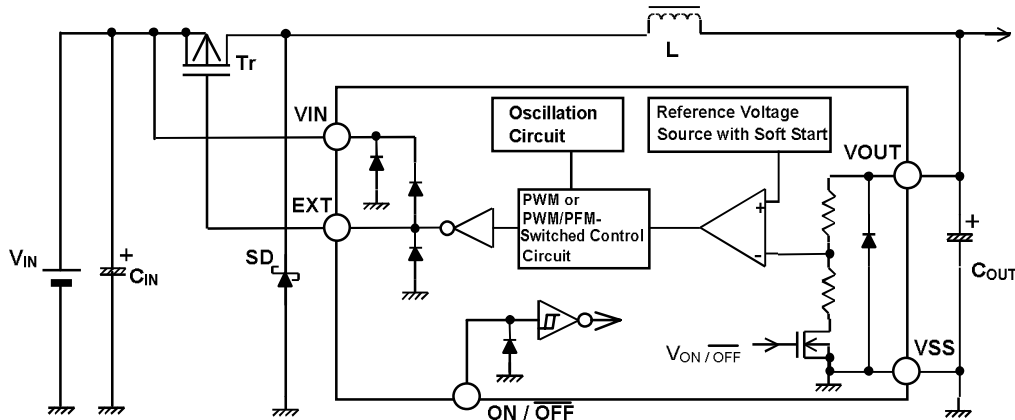 L
Tr
VIN
Oscillation
Circuit
Reference Voltage
Source with Soft Start
VOUT
EXT
PWM or
PWM/PFM-
Switched Control
Circuit
+
-
VIN
+
CIN
SD
+
COUT
VON / OFF
VSS
ON / OFF